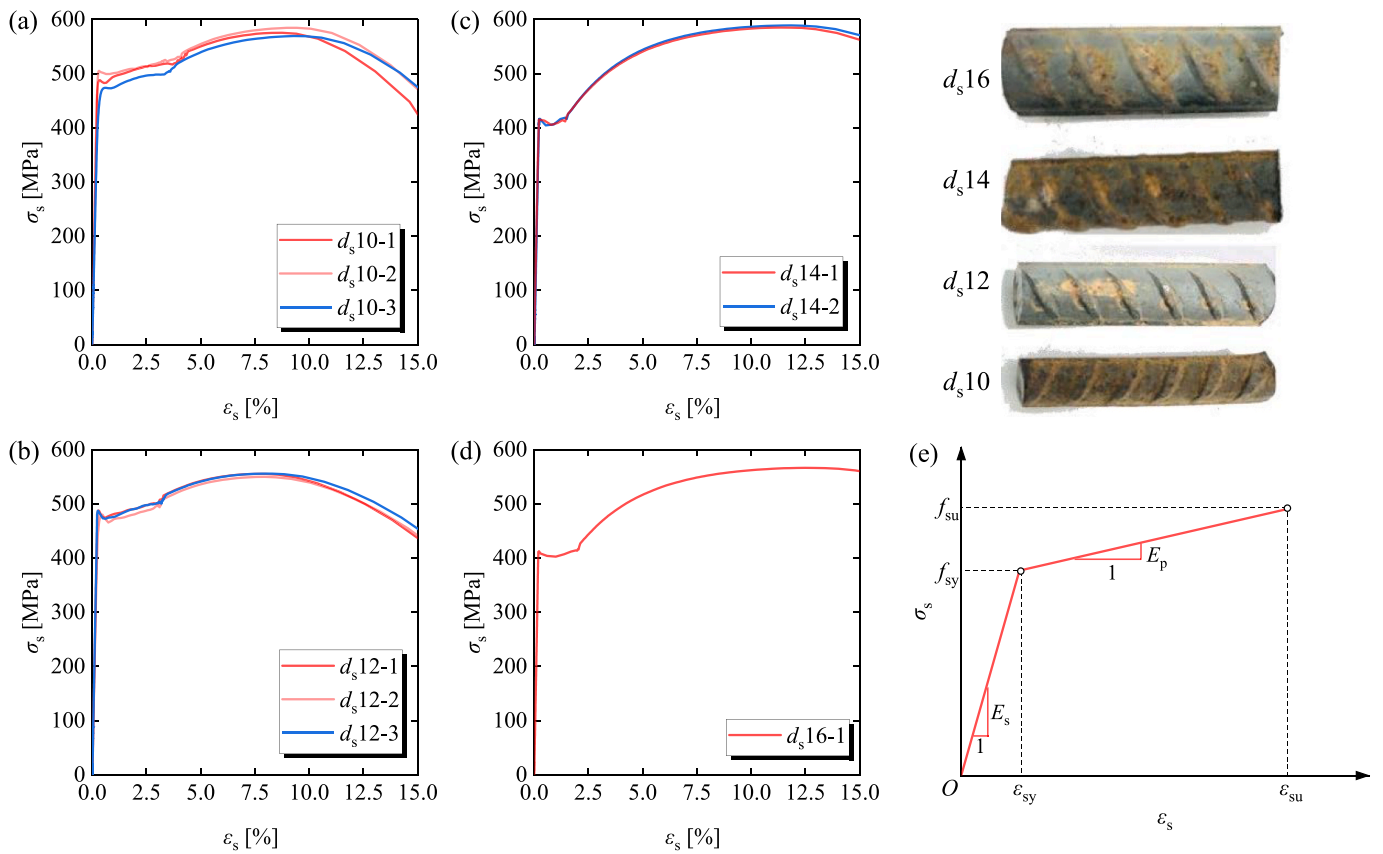 (a)
600
500
400
300
200
100
0
σs [MPa]
ds10-1
ds10-2
ds10-3
0.0 2.5 5.0 7.5 10.0 12.5 15.0
εs [%]
(c)
600
500
400
300
200
100
0
σs [MPa]
ds14-1
ds14-2
0.0 2.5 5.0 7.5 10.0 12.5 15.0
εs [%]
ds16
ds14
ds12
ds10
(b)
600
500
400
300
200
100
0
σs [MPa]
ds12-1
ds12-2
ds12-3
0.0 2.5 5.0 7.5 10.0 12.5 15.0
εs [%]
(d)
600
500
400
300
200
100
0
σs [MPa]
ds16-1
0.0 2.5 5.0 7.5 10.0 12.5 15.0
εs [%]
(e)
fsu
fsy
σs
Ep
1
Es
1
O
εsy
εsu
εs